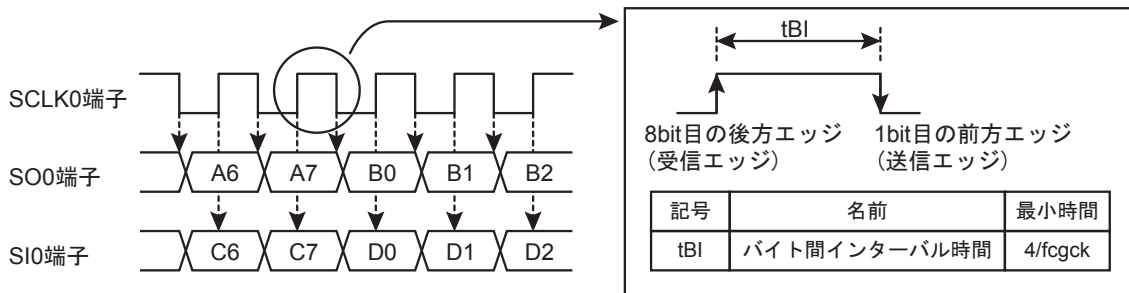 SCLK0端子
SO0端子
A6 A7 B0 B1 B2
SI0端子
C6 C7 D0 D1 D2
tBI
8bit目の後方エッジ
(受信エッジ)
1bit目の前方エッジ
(送信エッジ)
記号 名前 最小時間
tBI バイト間インターバル時間 4/fcgck